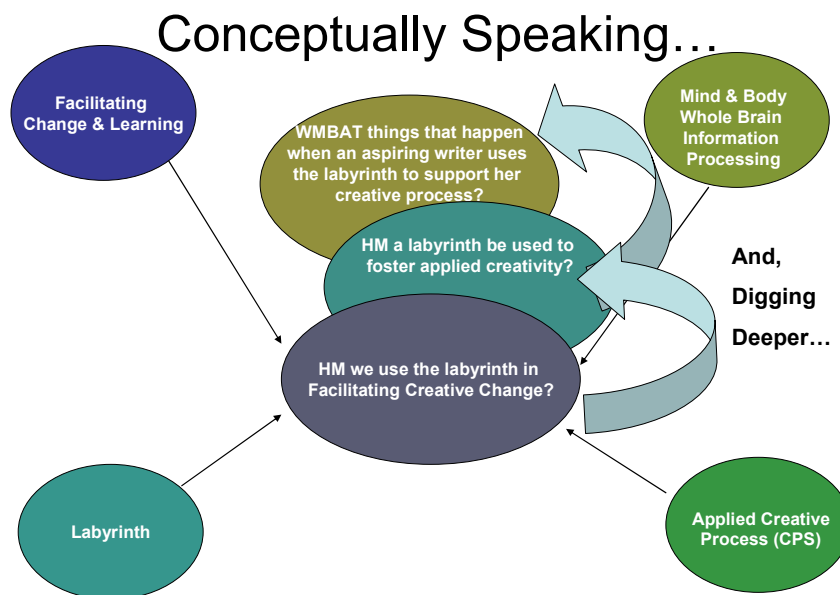 Conceptually Speaking…
Facilitating
Change & Learning
Mind & Body
Whole Brain
Information
Processing
WMBAT things that happen
when an aspiring writer uses
the labyrinth to support her
creative process?
HM a labyrinth be used to
foster applied creativity?
And,
Digging
Deeper…
HM we use the labyrinth in
Facilitating Creative Change?
Labyrinth
Applied Creative
Process (CPS)